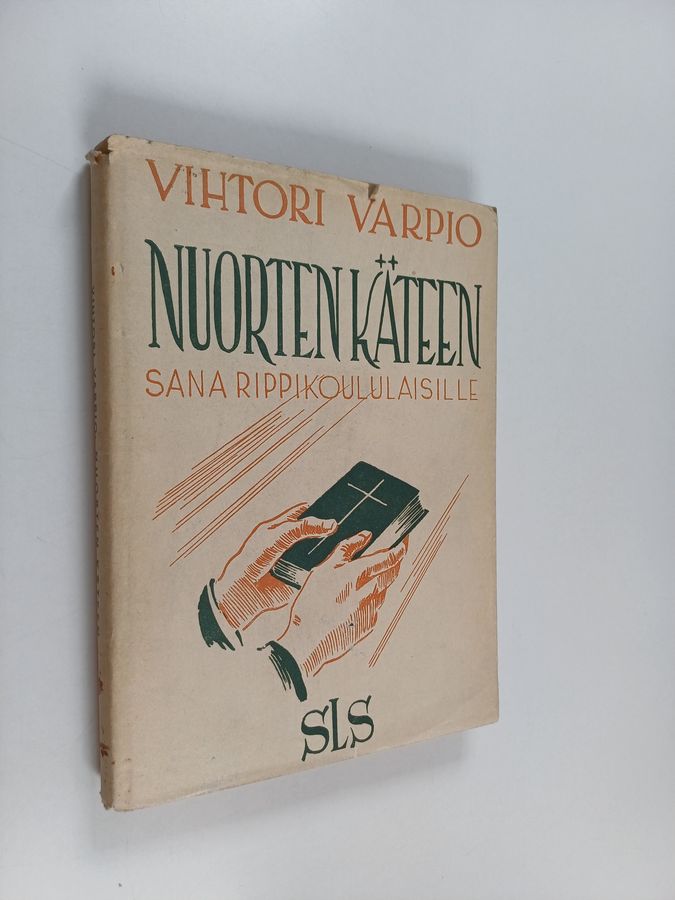 VIHTORI VARPIO
NUORTEN KÄTEEN
SANA RIPPIKOULULAISILLE
SLS